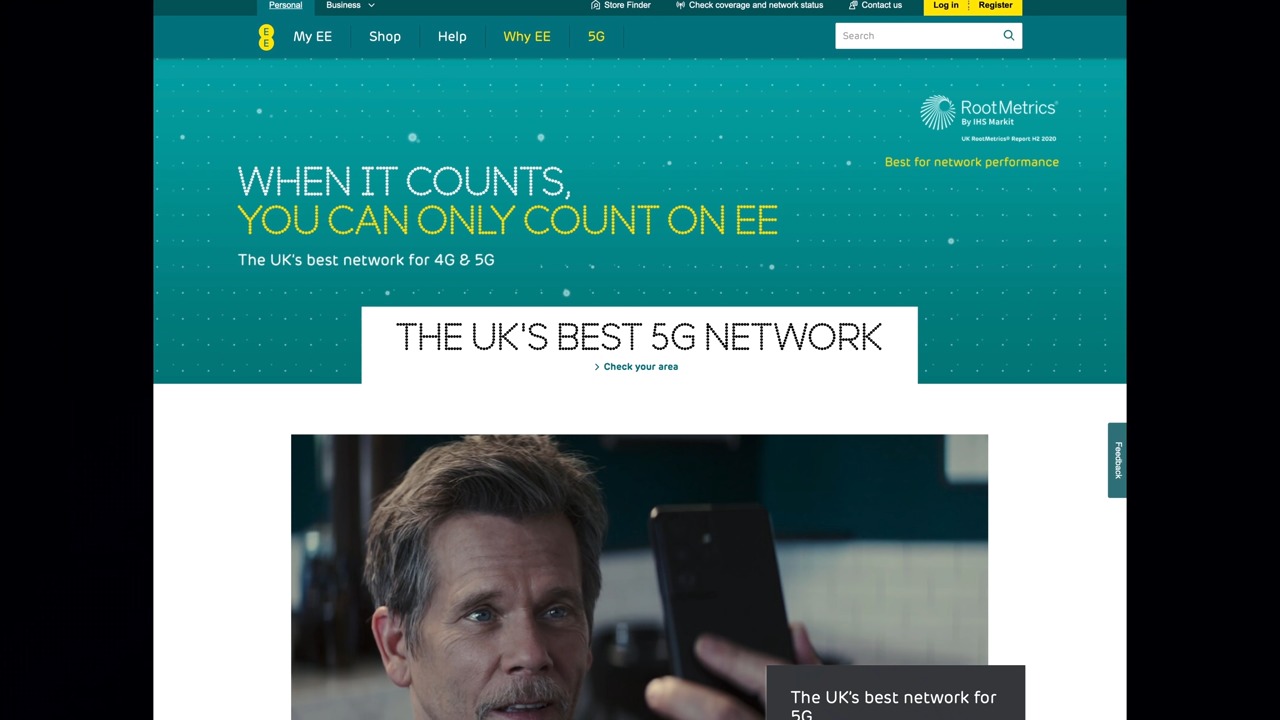 Personal
Business
Store Finder
Check coverage and network status
Contact us
Log in
Register
EE
My EE
Shop
Help
Why EE
5G
Search
RootMetrics®
By IHS Markit
UK RootMetrics® Report H2 2020
Best for network performance
WHEN IT COUNTS,
YOU CAN ONLY COUNT ON EE
The UK's best network for 4G & 5G
THE UK'S BEST 5G NETWORK
Check your area
Feedback
The UK's best network for
5G